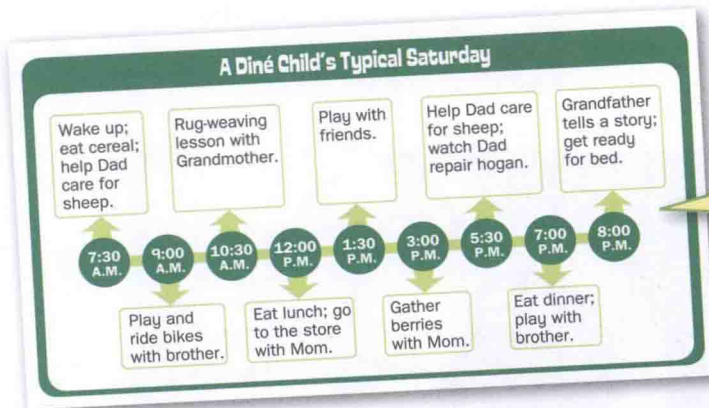 A Diné Child's Typical Saturday
Wake up;
eat cereal;
help Dad
care for
sheep.
Rug-weaving
lesson with
Grandmother.
Play with
friends.
Help Dad care
for sheep;
watch Dad
repair hogan.
Grandfather
tells a story;
get ready
for bed.
7:30
A.M.
9:00
A.M.
10:30
A.M.
12:00
P.M.
1:30
P.M.
3:00
P.M.
5:30
P.M.
7:00
P.M.
8:00
P.M.
Play and
ride bikes
with brother.
Eat lunch; go
to the store
with Mom.
Gather
berries
with Mom.
Eat dinner;
play with
brother.